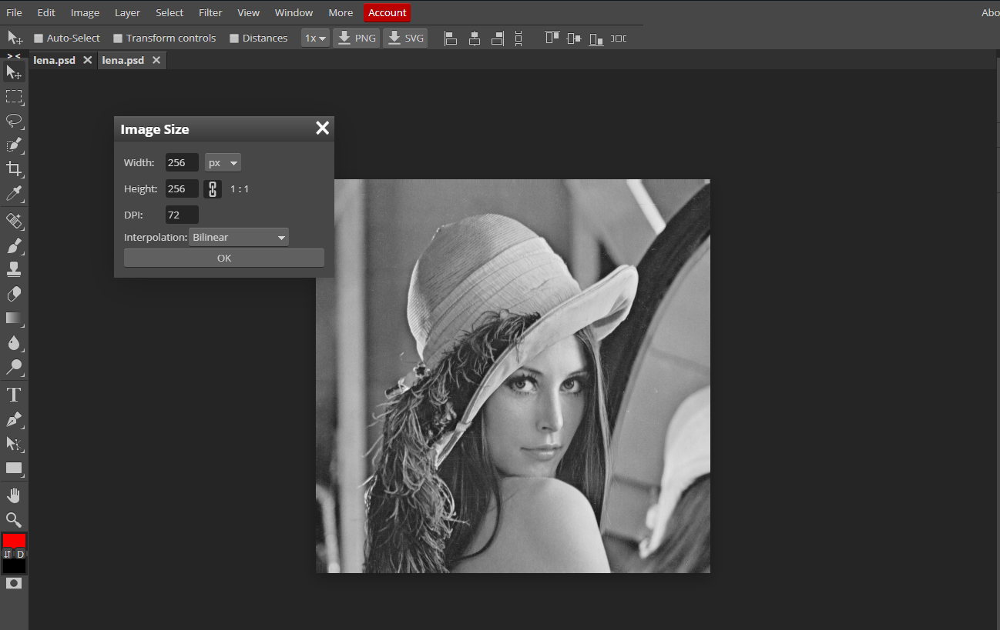 File Edit Image Layer Select Filter View Window More Account Abo
Auto-Select Transform controls Distances 1x PNG SVG
> <
lena.psd lena.psd
Image Size
Width: 256 px
Height: 256 1 : 1
DPI: 72
Interpolation: Bilinear
OK
T
D